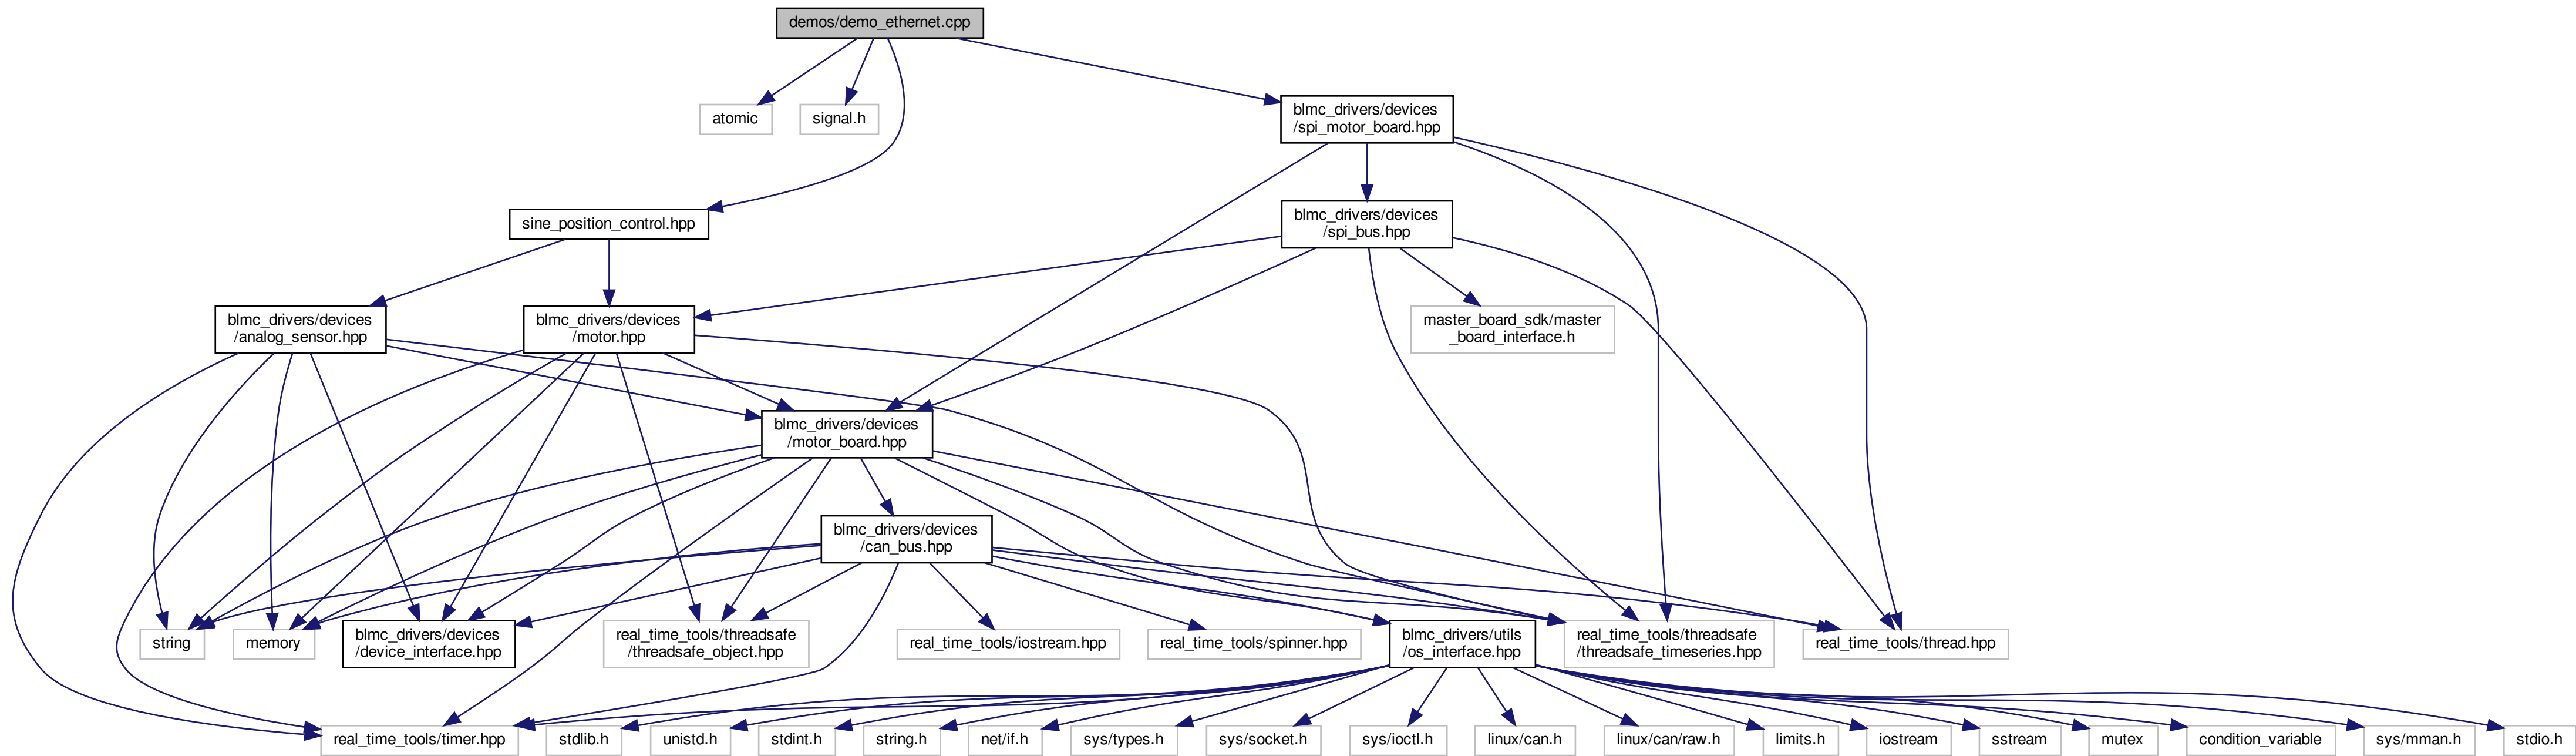 demos/demo_ethernet.cpp
atomic
signal.h
blmc_drivers/devices
/spi_motor_board.hpp
sine_position_control.hpp
blmc_drivers/devices
/spi_bus.hpp
blmc_drivers/devices
/analog_sensor.hpp
blmc_drivers/devices
/motor.hpp
master_board_sdk/master
_board_interface.h
blmc_drivers/devices
/motor_board.hpp
blmc_drivers/devices
/can_bus.hpp
string
memory
blmc_drivers/devices
/device_interface.hpp
real_time_tools/threadsafe
/threadsafe_object.hpp
real_time_tools/iostream.hpp
real_time_tools/spinner.hpp
blmc_drivers/utils
/os_interface.hpp
real_time_tools/threadsafe
/threadsafe_timeseries.hpp
real_time_tools/thread.hpp
real_time_tools/timer.hpp
stdlib.h
unistd.h
stdint.h
string.h
net/if.h
sys/types.h
sys/socket.h
sys/ioctl.h
linux/can.h
linux/can/raw.h
limits.h
iostream
sstream
mutex
condition_variable
sys/mman.h
stdio.h